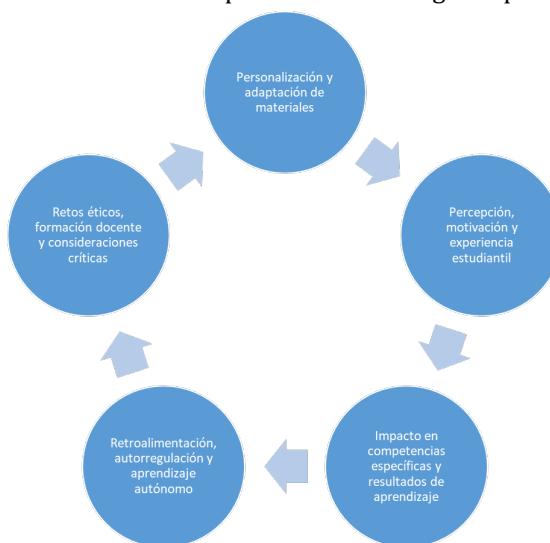 Personalización y
adaptación de
materiales
Percepción,
motivación y
experiencia
estudiantil
Impacto en
competencias
específicas y
resultados de
aprendizaje
Retroalimentación,
autorregulación y
aprendizaje
autónomo
Retos éticos,
formación docente
y consideraciones
críticas